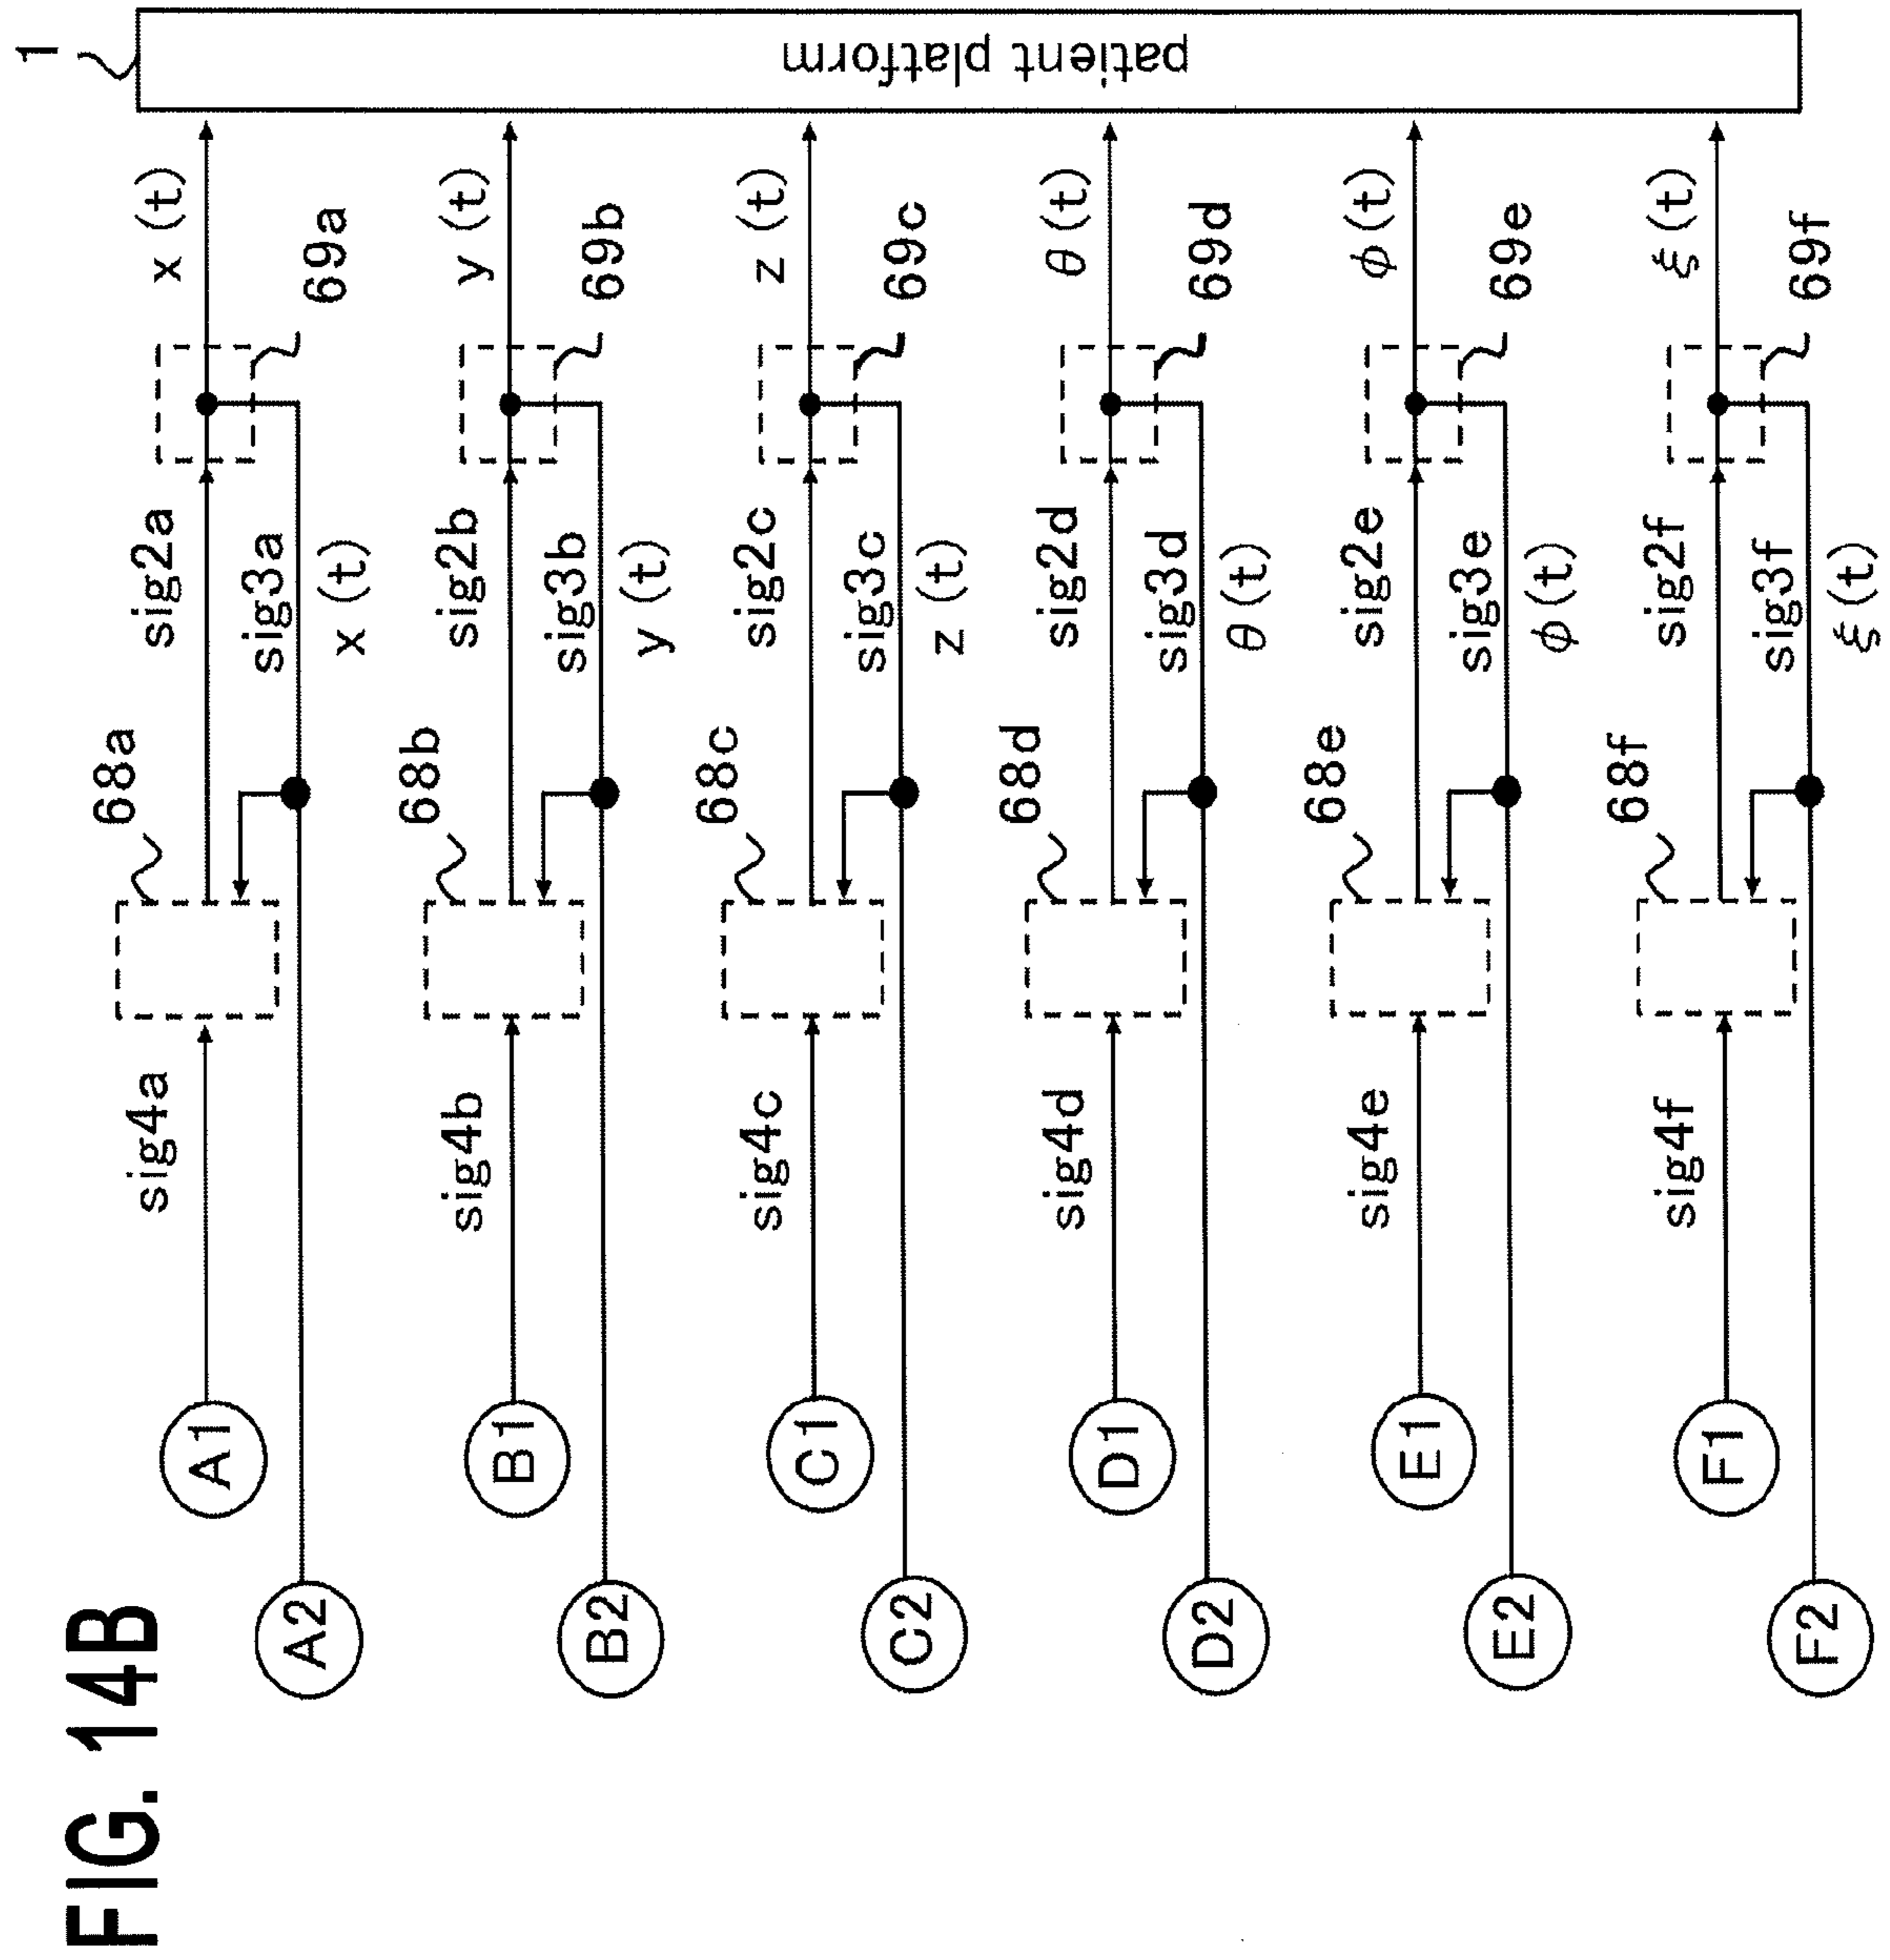 FIG. 14B
1
patient platform
A1
sig4a
68a
sig2a
69a
x (t)
A2
sig3a
x (t)
B1
sig4b
68b
sig2b
69b
y (t)
B2
sig3b
y (t)
C1
sig4c
68c
sig2c
69c
z (t)
C2
sig3c
z (t)
D1
sig4d
68d
sig2d
69d
θ (t)
D2
sig3d
θ (t)
E1
sig4e
68e
sig2e
69e
φ (t)
E2
sig3e
φ (t)
F1
sig4f
68f
sig2f
69f
ξ (t)
F2
sig3f
ξ (t)